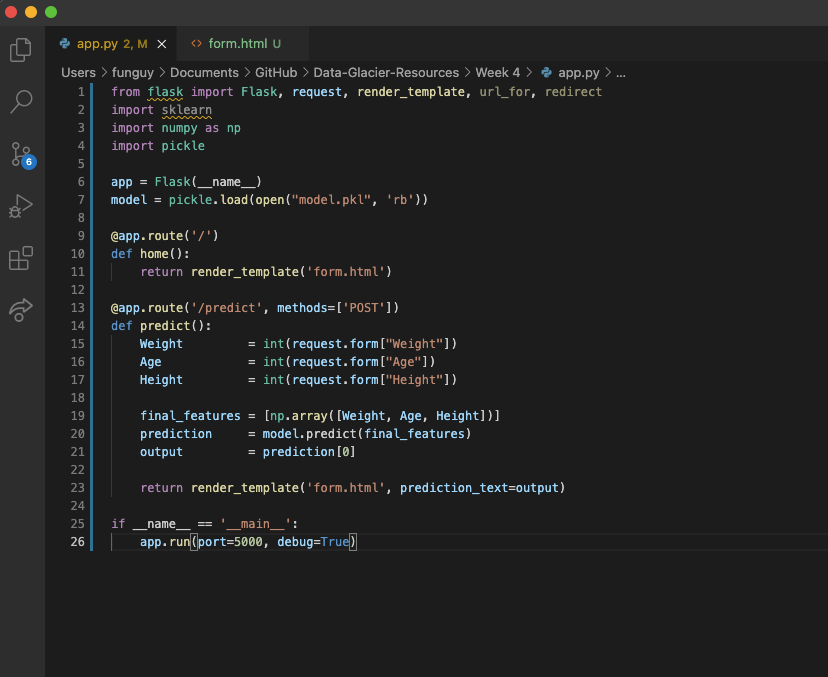 app.py 2, M
form.html U
Users > funguy > Documents > GitHub > Data-Glacier-Resources > Week 4 > app.py > ...
6
1 from flask import Flask, request, render_template, url_for, redirect
2 import sklearn
3 import numpy as np
4 import pickle
5
6 app = Flask(__name__)
7 model = pickle.load(open("model.pkl", 'rb'))
8
9 @app.route('/')
10 def home():
11     return render_template('form.html')
12
13 @app.route('/predict', methods=['POST'])
14 def predict():
15     Weight         = int(request.form["Weight"])
16     Age            = int(request.form["Age"])
17     Height         = int(request.form["Height"])
18
19     final_features = [np.array([Weight, Age, Height])]
20     prediction     = model.predict(final_features)
21     output         = prediction[0]
22
23     return render_template('form.html', prediction_text=output)
24
25 if __name__ == '__main__':
26     app.run(port=5000, debug=True)